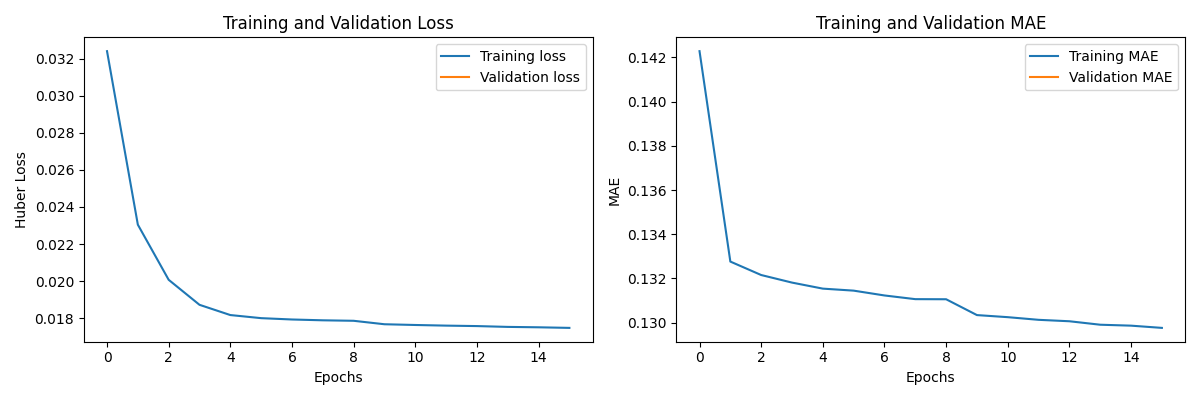 Training and Validation Loss
Training loss
Validation loss
0.032
0.030
0.028
0.026
0.024
0.022
0.020
0.018
Huber Loss
0 2 4 6 8 10 12 14
Epochs
Training and Validation MAE
Training MAE
Validation MAE
0.142
0.140
0.138
0.136
0.134
0.132
0.130
MAE
0 2 4 6 8 10 12 14
Epochs